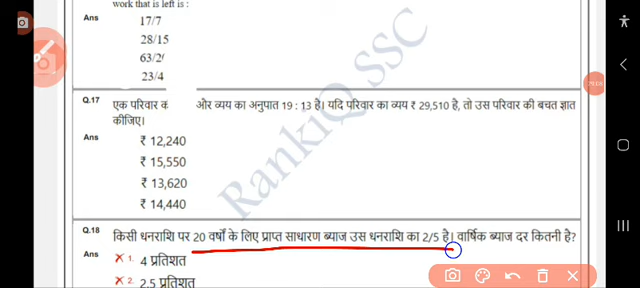 work that is left is :
Ans
17/7
28/15
63/2
23/4
Q.17 एक परिवार और व्यय का अनुपात 19 : 13 है। यदि परिवार का व्यय ₹ 29,510 है, तो उस परिवार की बचत ज्ञात
कीजिए।
Ans
₹ 12,240
₹ 15,550
₹ 13,620
₹ 14,440
Q.18 किसी धनराशि पर 20 वर्षों के लिए प्राप्त साधारण ब्याज उस धनराशि का 2/5 है। वार्षिक ब्याज दर कितनी है?
Ans
1. 4 प्रतिशत
2. 2.5 प्रतिशत
RankiQ SSC